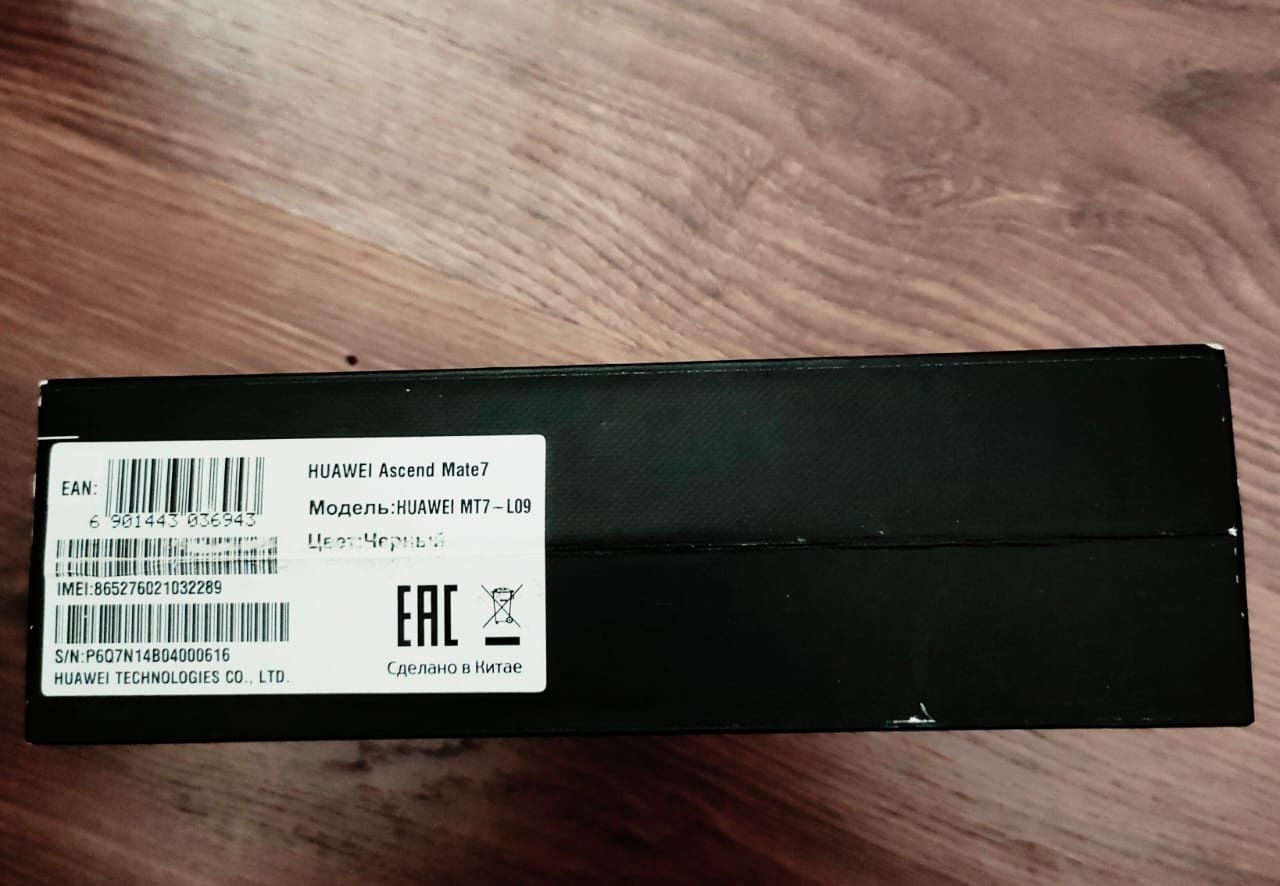 EAN:
6 901443 036943
HUAWEI Ascend Mate7
Модель:HUAWEI MT7-L09
Цвет:Черный
IMEI:865276021032289
S/N:P6Q7N14B04000616
HUAWEI TECHNOLOGIES CO., LTD.
EAC
Сделано в Китае